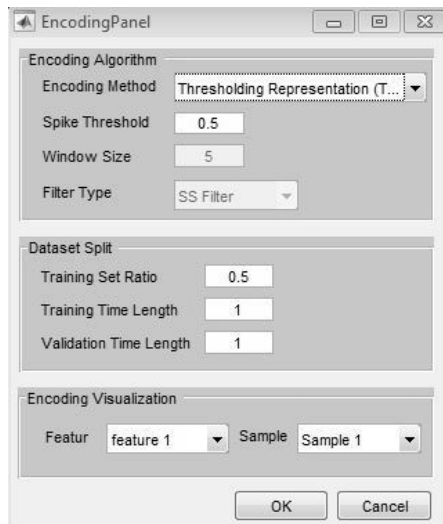 EncodingPanel
Encoding Algorithm
Encoding Method Thresholding Representation (T...
Spike Threshold 0.5
Window Size 5
Filter Type SS Filter
Dataset Split
Training Set Ratio 0.5
Training Time Length 1
Validation Time Length 1
Encoding Visualization
Featur feature 1 Sample Sample 1
OK Cancel